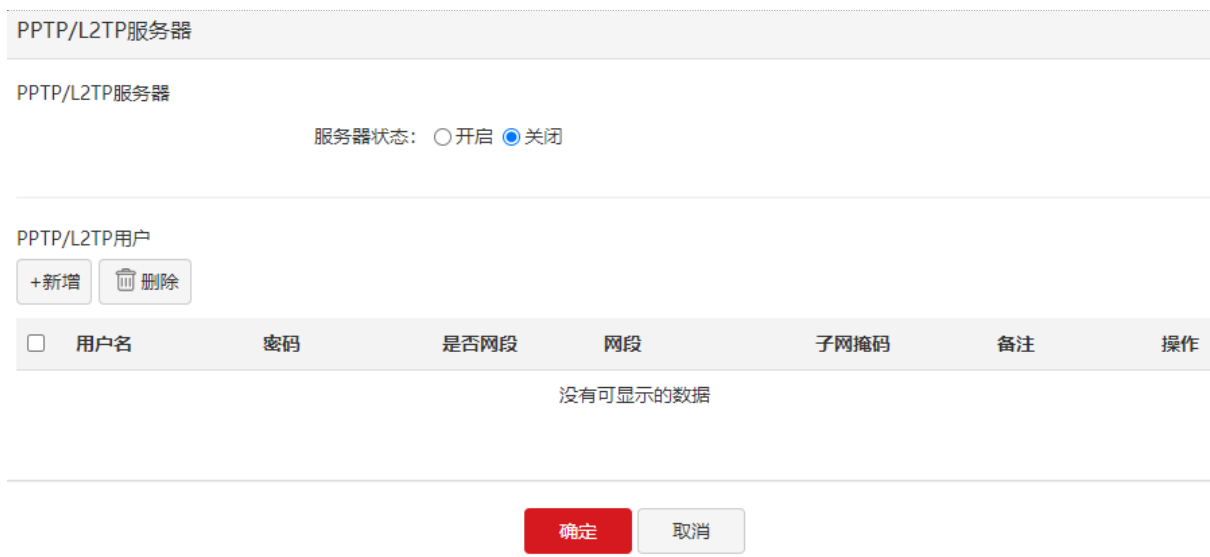 PPTP/L2TP服务器
PPTP/L2TP服务器
服务器状态： 开启 关闭
PPTP/L2TP用户
+新增 删除
用户名 密码 是否网段 网段 子网掩码 备注 操作
没有可显示的数据
确定 取消